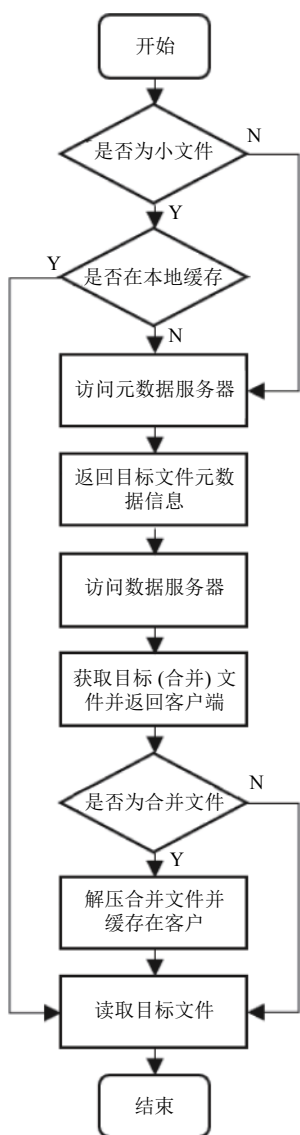 开始
是否为小文件
N
Y
是否在本地缓存
Y
N
访问元数据服务器
返回目标文件元数
据信息
访问数据服务器
获取目标 (合并) 文
件并返回客户端
是否为合并文件
N
Y
解压合并文件并
缓存在客户
读取目标文件
结束